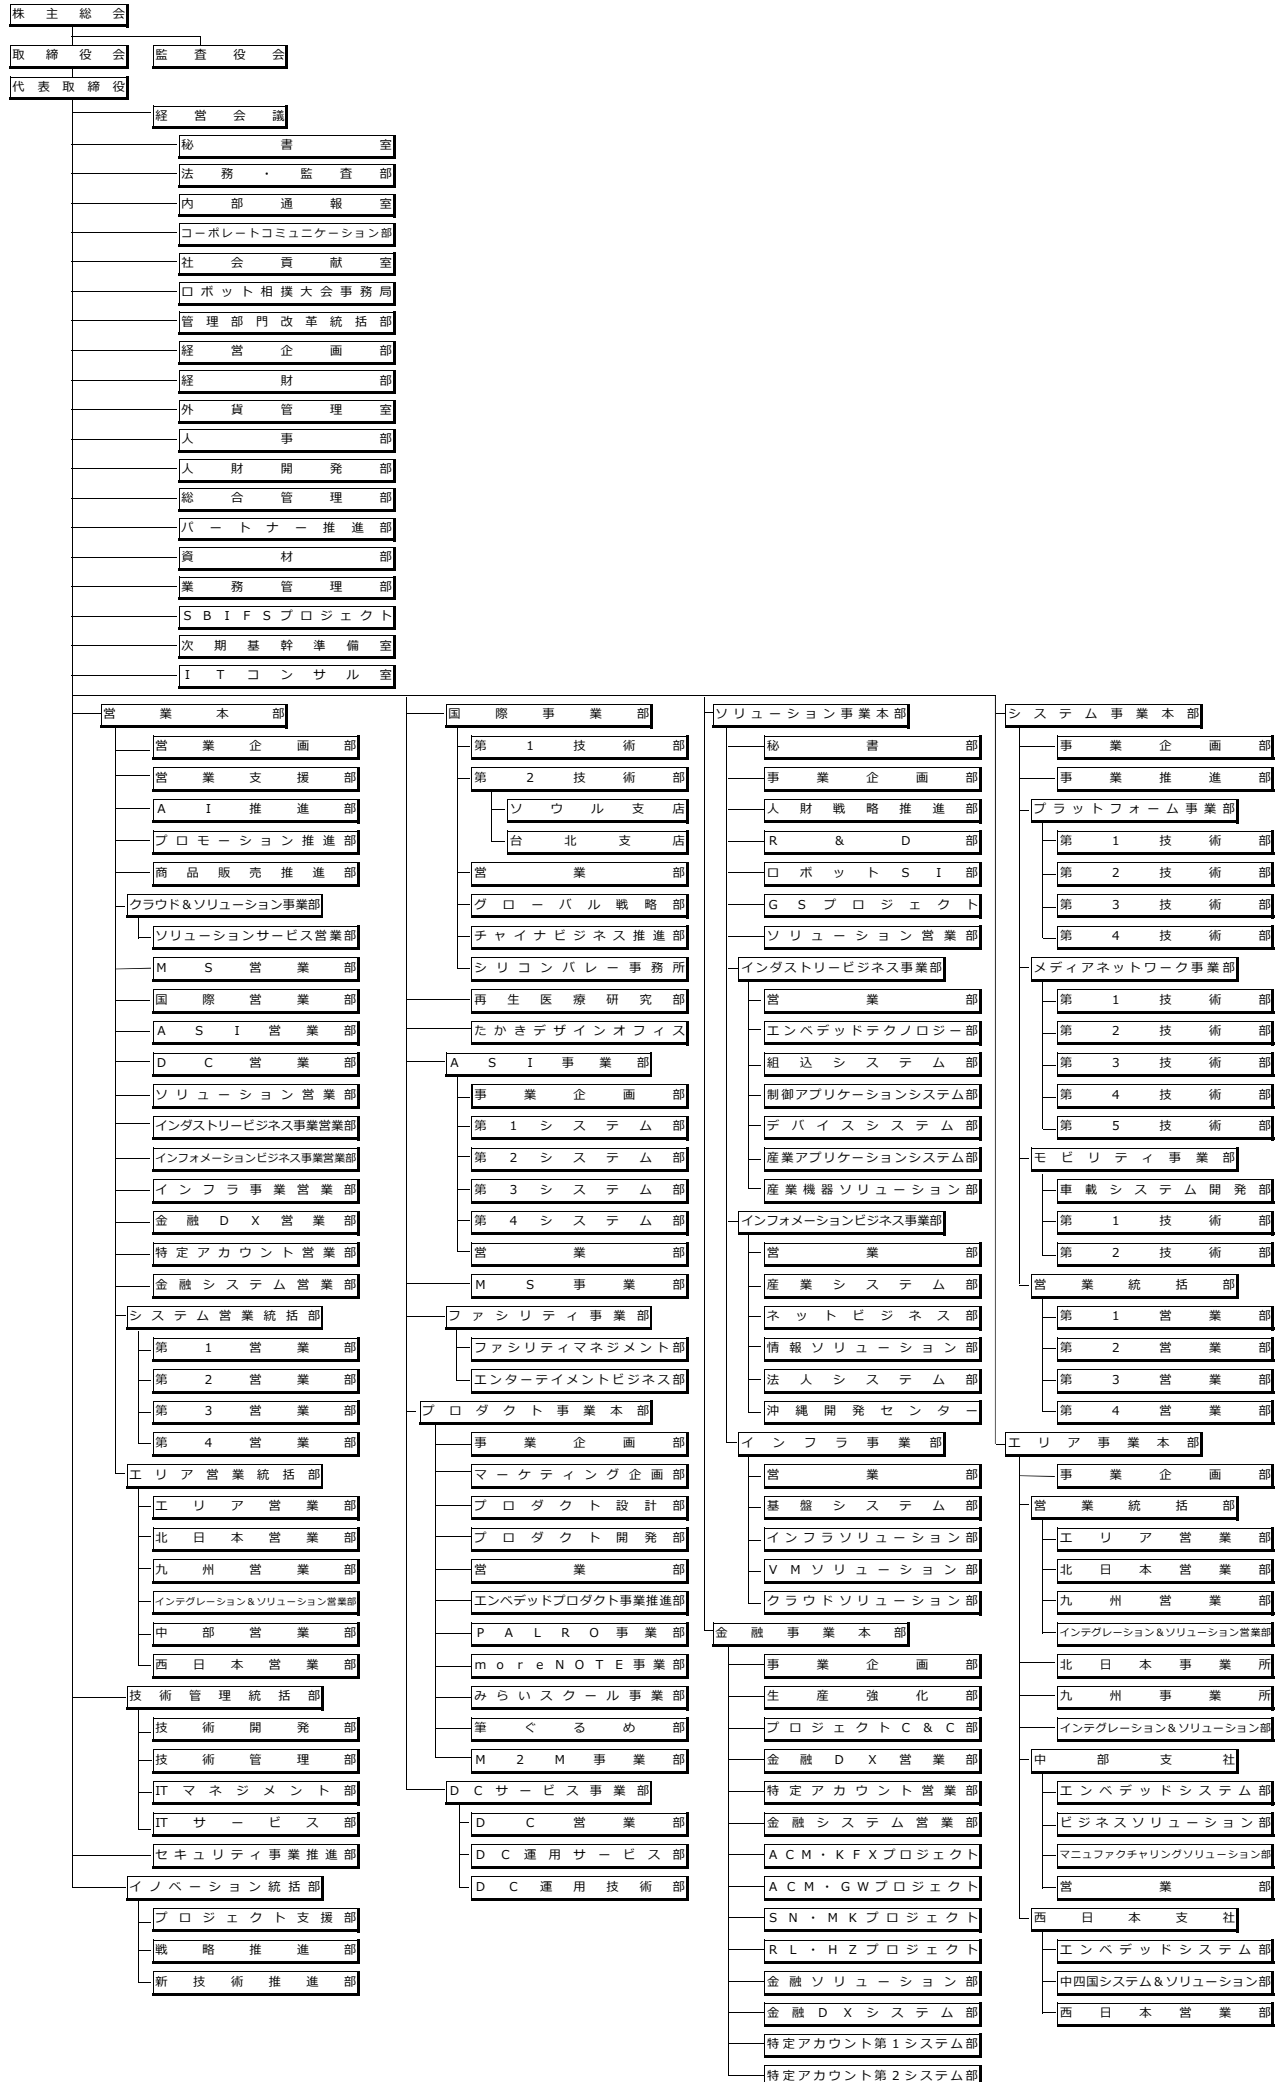 株主総会
取締役会
監査役会
代表取締役
経営会議
秘書室
法務・監査部
内部通報室
コーポレートコミュニケーション部
社会貢献室
ロボット相撲大会事務局
管理部門改革統括部
経営企画部
経財部
外貨管理室
人事部
人財開発部
総合管理部
パートナー推進部
資材部
業務管理部
ＳＢＩＦＳプロジェクト
次期基幹準備室
ＩＴコンサル室
営業本部
営業企画部
営業支援部
ＡＩ推進部
プロモーション推進部
商品販売推進部
クラウド&ソリューション事業部
ソリューションサービス営業部
ＭＳ営業部
国際営業部
ＡＳＩ営業部
ＤＣ営業部
ソリューション営業部
インダストリービジネス事業営業部
インフォメーションビジネス事業営業部
インフラ事業営業部
金融ＤＸ営業部
特定アカウント営業部
金融システム営業部
システム営業統括部
第1営業部
第2営業部
第3営業部
第4営業部
エリア営業統括部
エリア営業部
北日本営業部
九州営業部
インテグレーション&ソリューション営業部
中部営業部
西日本営業部
技術管理統括部
技術開発部
技術管理部
ITマネジメント部
ITサービス部
セキュリティ事業推進部
イノベーション統括部
プロジェクト支援部
戦略推進部
新技術推進部
国際事業部
第1技術部
第2技術部
ソウル支店
台北支店
営業部
グローバル戦略部
チャイナビジネス推進部
シリコンバレー事務所
再生医療研究部
たかきデザインオフィス
ＡＳＩ事業部
事業企画部
第1システム部
第2システム部
第3システム部
第4システム部
営業部
ＭＳ事業部
ファシリティ事業部
ファシリティマネジメント部
エンターテイメントビジネス部
プロダクト事業本部
事業企画部
マーケティング企画部
プロダクト設計部
プロダクト開発部
営業部
エンベデッドプロダクト事業推進部
ＰＡＬＲＯ事業部
ｍｏｒｅＮＯＴＥ事業部
みらいスクール事業部
筆ぐるめ部
Ｍ２Ｍ事業部
ＤＣサービス事業部
ＤＣ営業部
ＤＣ運用サービス部
ＤＣ運用技術部
ソリューション事業本部
秘書部
事業企画部
人財戦略推進部
Ｒ＆Ｄ部
ロボットＳＩ部
ＧＳプロジェクト
ソリューション営業部
インダストリービジネス事業部
営業部
エンベデッドテクノロジー部
組込システム部
制御アプリケーションシステム部
デバイスシステム部
産業アプリケーションシステム部
産業機器ソリューション部
インフォメーションビジネス事業部
営業部
産業システム部
ネットビジネス部
情報ソリューション部
法人システム部
沖縄開発センター
インフラ事業部
営業部
基盤システム部
インフラソリューション部
ＶＭソリューション部
クラウドソリューション部
金融事業本部
事業企画部
生産強化部
プロジェクトＣ＆Ｃ部
金融ＤＸ営業部
特定アカウント営業部
金融システム営業部
ＡＣＭ・ＫＦＸプロジェクト
ＡＣＭ・ＧＷプロジェクト
ＳＮ・ＭＫプロジェクト
ＲＬ・ＨＺプロジェクト
金融ソリューション部
金融ＤＸシステム部
特定アカウント第1システム部
特定アカウント第2システム部
システム事業本部
事業企画部
事業推進部
プラットフォーム事業部
第1技術部
第2技術部
第3技術部
第4技術部
メディアネットワーク事業部
第1技術部
第2技術部
第3技術部
第4技術部
第5技術部
モビリティ事業部
車載システム開発部
第1技術部
第2技術部
営業統括部
第1営業部
第2営業部
第3営業部
第4営業部
エリア事業本部
事業企画部
営業統括部
エリア営業部
北日本営業部
九州営業部
インテグレーション&ソリューション営業部
北日本事業所
九州事業所
インテグレーション&ソリューション部
中部支社
エンベデッドシステム部
ビジネスソリューション部
マニュファクチャリングソリューション部
営業部
西日本支社
エンベデッドシステム部
中四国システム&ソリューション部
西日本営業部